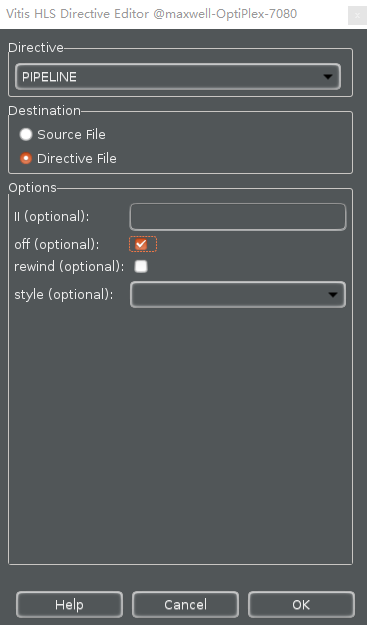 Vitis HLS Directive Editor @maxwell-OptiPlex-7080
Directive
PIPELINE
Destination
Source File
Directive File
Options
II (optional):
off (optional):
rewind (optional):
style (optional):
Help Cancel OK